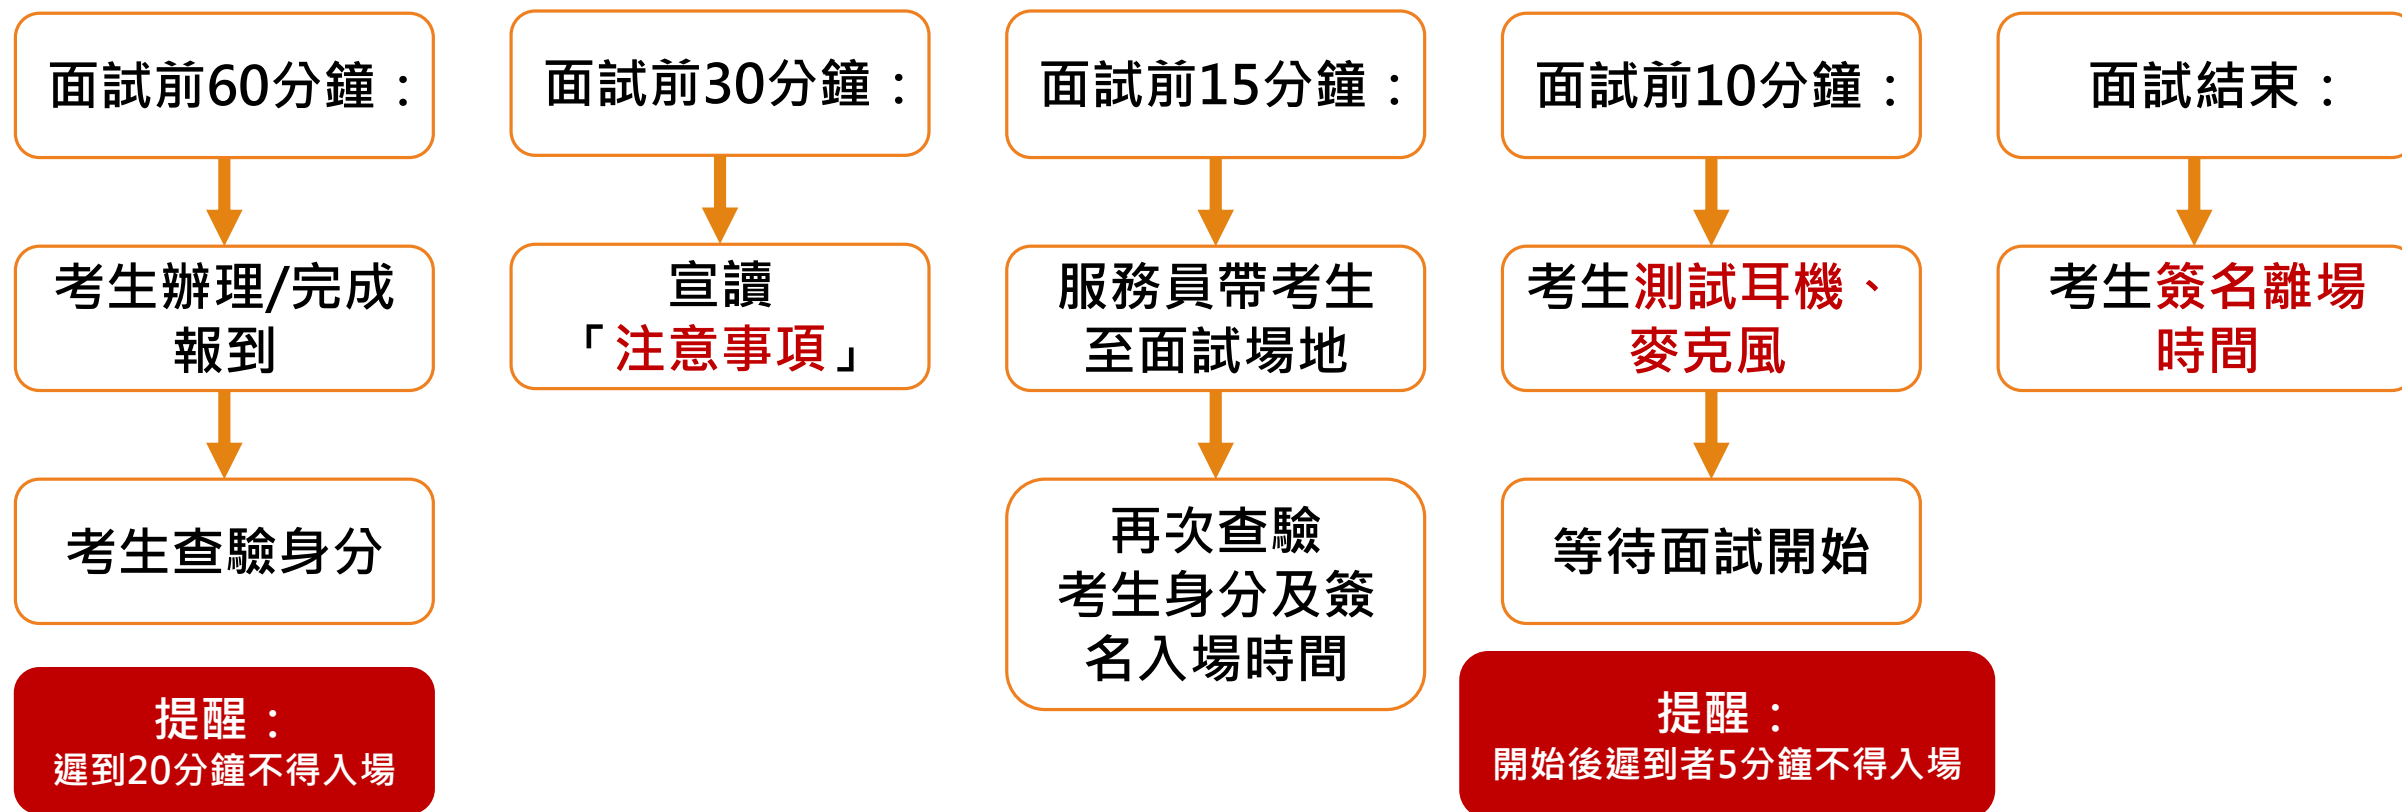 面試前60分鐘：
考生辦理/完成
報到
考生查驗身分
提醒：
遲到20分鐘不得入場
面試前30分鐘：
宣讀
「注意事項」
面試前15分鐘：
服務員帶考生
至面試場地
再次查驗
考生身分及簽
名入場時間
面試前10分鐘：
考生測試耳機、
麥克風
等待面試開始
提醒：
開始後遲到者5分鐘不得入場
面試結束：
考生簽名離場
時間